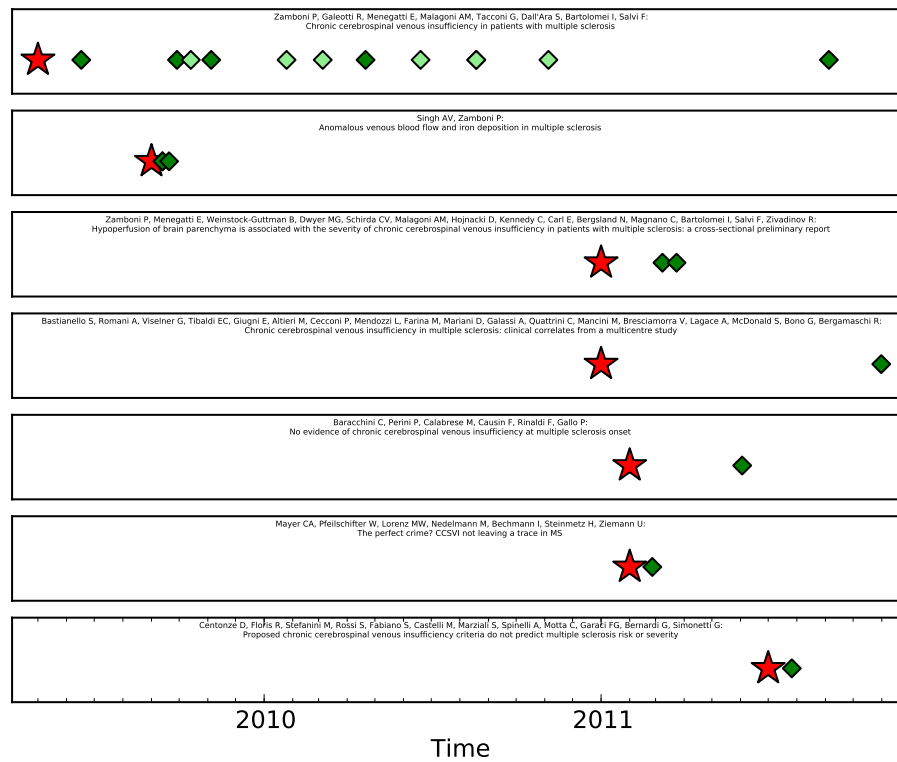 Zamboni P, Galeotti R, Menegatti E, Malagoni AM, Tacconi G, Dall'Ara S, Bartolomei I, Salvi F:
Chronic cerebrospinal venous insufficiency in patients with multiple sclerosis
Singh AV, Zamboni P:
Anomalous venous blood flow and iron deposition in multiple sclerosis
Zamboni P, Menegatti E, Weinstock-Guttman B, Dwyer MG, Schirda CV, Malagoni AM, Hojnacki D, Kennedy C, Carl E, Bergsland N, Magnano C, Bartolomei I, Salvi F, Zivadinov R:
Hypoperfusion of brain parenchyma is associated with the severity of chronic cerebrospinal venous insufficiency in patients with multiple sclerosis: a cross-sectional preliminary report
Bastianello S, Romani A, Viselner G, Tibaldi EC, Giugni E, Altieri M, Cecconi P, Mendozzi L, Farina M, Mariani D, Galassi A, Quattrini C, Mancini M, Bresciamorra V, Lagace A, McDonald S, Bono G, Bergamaschi R:
Chronic cerebrospinal venous insufficiency in multiple sclerosis: clinical correlates from a multicentre study
Baracchini C, Perini P, Calabrese M, Causin F, Rinaldi F, Gallo P:
No evidence of chronic cerebrospinal venous insufficiency at multiple sclerosis onset
Mayer CA, Pfeilschifter W, Lorenz MW, Nedelmann M, Bechmann I, Steinmetz H, Ziemann U:
The perfect crime? CCSVI not leaving a trace in MS
Centonze D, Floris R, Stefanini M, Rossi S, Fabiano S, Castelli M, Marziali S, Spinelli A, Motta C, Garaci FG, Bernardi G, Simonetti G:
Proposed chronic cerebrospinal venous insufficiency criteria do not predict multiple sclerosis risk or severity
2010 2011
Time